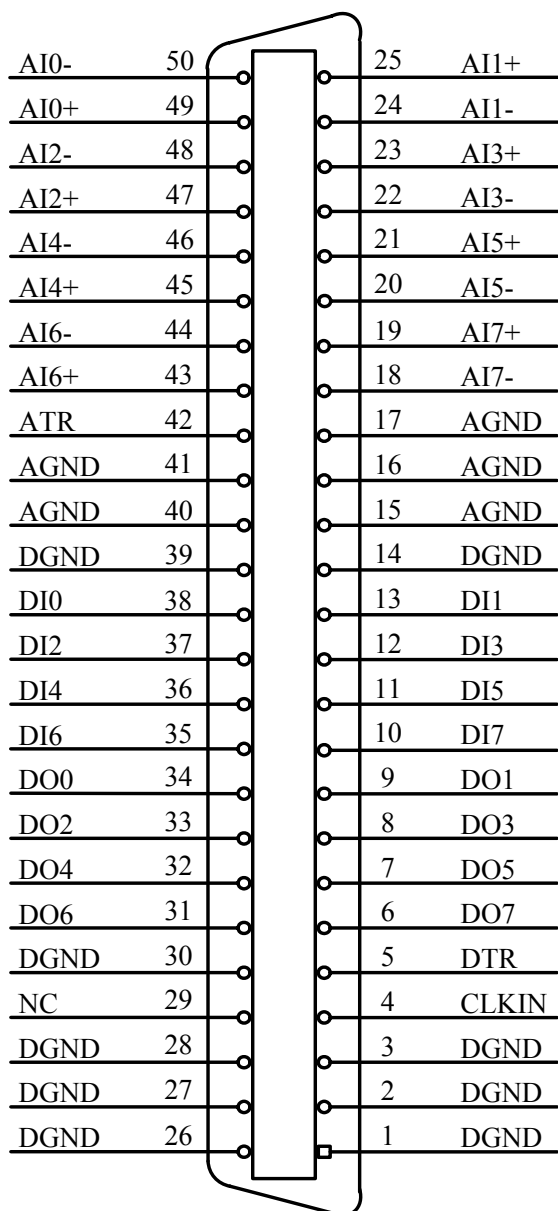 AI0- 50 25 AI1+
AI0+ 49 24 AI1-
AI2- 48 23 AI3+
AI2+ 47 22 AI3-
AI4- 46 21 AI5+
AI4+ 45 20 AI5-
AI6- 44 19 AI7+
AI6+ 43 18 AI7-
ATR 42 17 AGND
AGND 41 16 AGND
AGND 40 15 AGND
DGND 39 14 DGND
DI0 38 13 DI1
DI2 37 12 DI3
DI4 36 11 DI5
DI6 35 10 DI7
DO0 34 9 DO1
DO2 33 8 DO3
DO4 32 7 DO5
DO6 31 6 DO7
DGND 30 5 DTR
NC 29 4 CLKIN
DGND 28 3 DGND
DGND 27 2 DGND
DGND 26 1 DGND